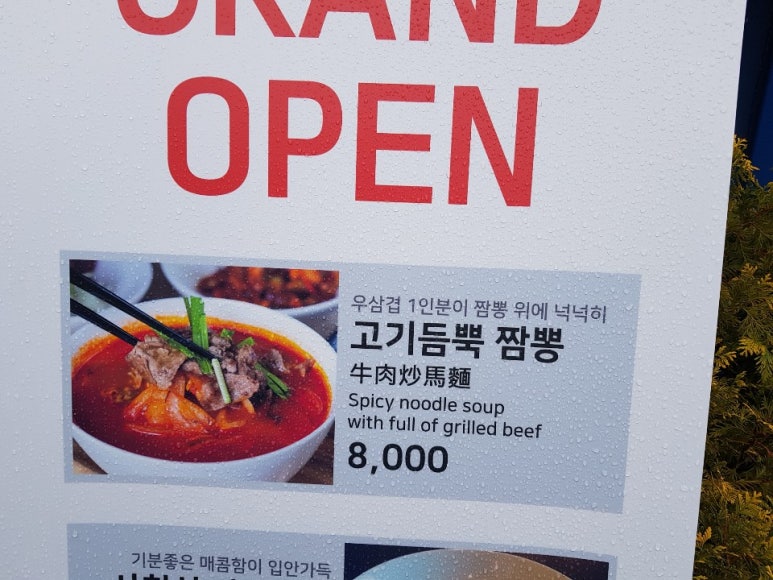 GRAND
OPEN
우삼겹 1인분이 짬뽕 위에 넉넉히
고기듬뿍 짬뽕
牛肉炒馬麵
Spicy noodle soup
with full of grilled beef
8,000
기분좋은 매콤함이 입안가득